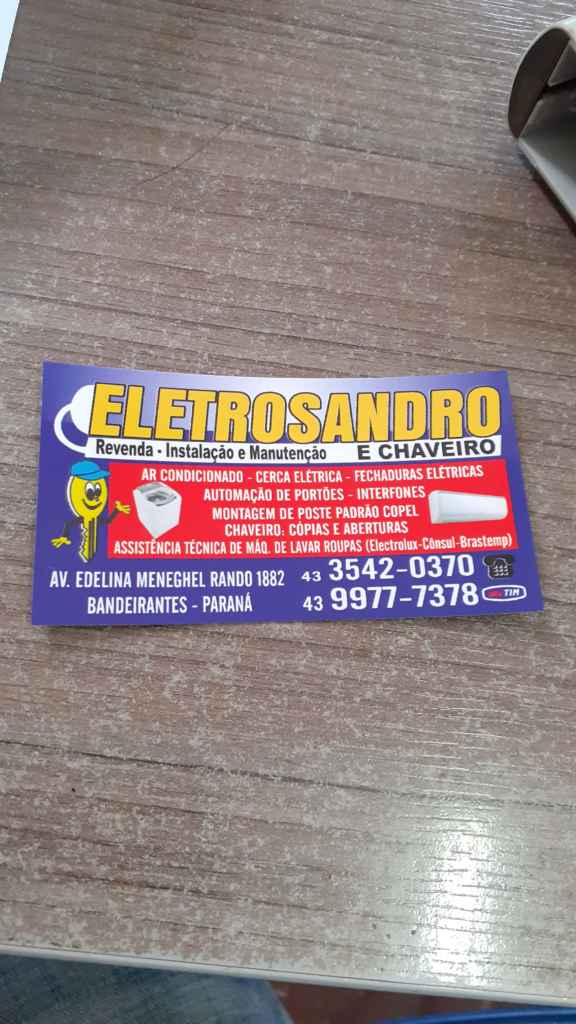 ELETROSANDRO
Revenda - Instalação e Manutenção E CHAVEIRO
AR CONDICIONADO - CERCA ELÉTRICA - FECHADURAS ELÉTRICAS
AUTOMAÇÃO DE PORTÕES - INTERFONES
MONTAGEM DE POSTE PADRÃO COPEL
CHAVEIRO: CÓPIAS E ABERTURAS
ASSISTÊNCIA TÉCNICA DE MÁQ. DE LAVAR ROUPAS (Electrolux-Cônsul-Brastemp)
AV. EDELINA MENEGHEL RANDO 1882 43 3542-0370
BANDEIRANTES - PARANÁ 43 9977-7378 TIM